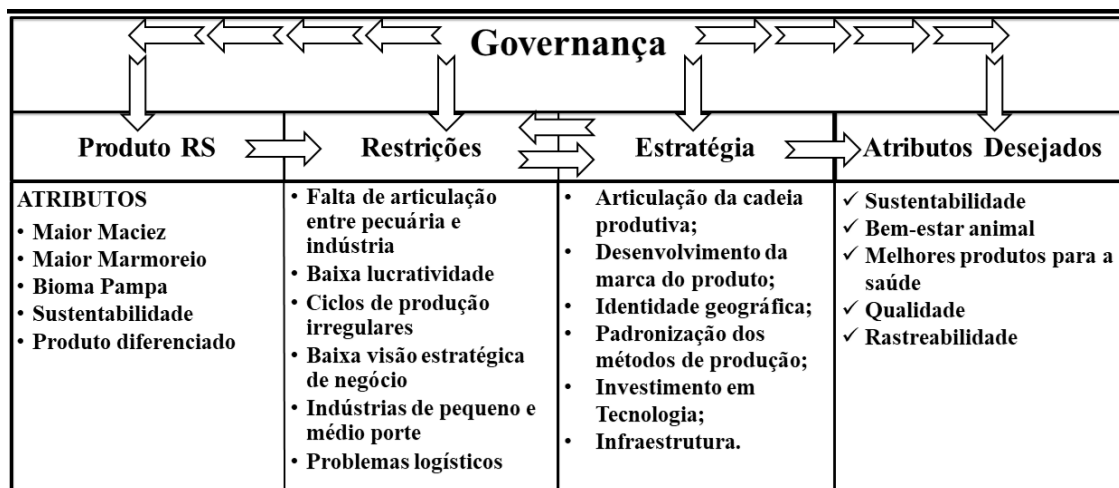 Governança
Produto RS
Restrições
Estratégia
Atributos Desejados
ATRIBUTOS
• Maior Maciez
• Maior Marmoreio
• Bioma Pampa
• Sustentabilidade
• Produto diferenciado
• Falta de articulação
entre pecuária e
indústria
• Baixa lucratividade
• Ciclos de produção
irregulares
• Baixa visão estratégica
de negócio
• Indústrias de pequeno e
médio porte
• Problemas logísticos
• Articulação da cadeia
produtiva;
• Desenvolvimento da
marca do produto;
• Identidade geográfica;
• Padronização dos
métodos de produção;
• Investimento em
Tecnologia;
• Infraestrutura.
✓ Sustentabilidade
✓ Bem-estar animal
✓ Melhores produtos para a
saúde
✓ Qualidade
✓ Rastreabilidade